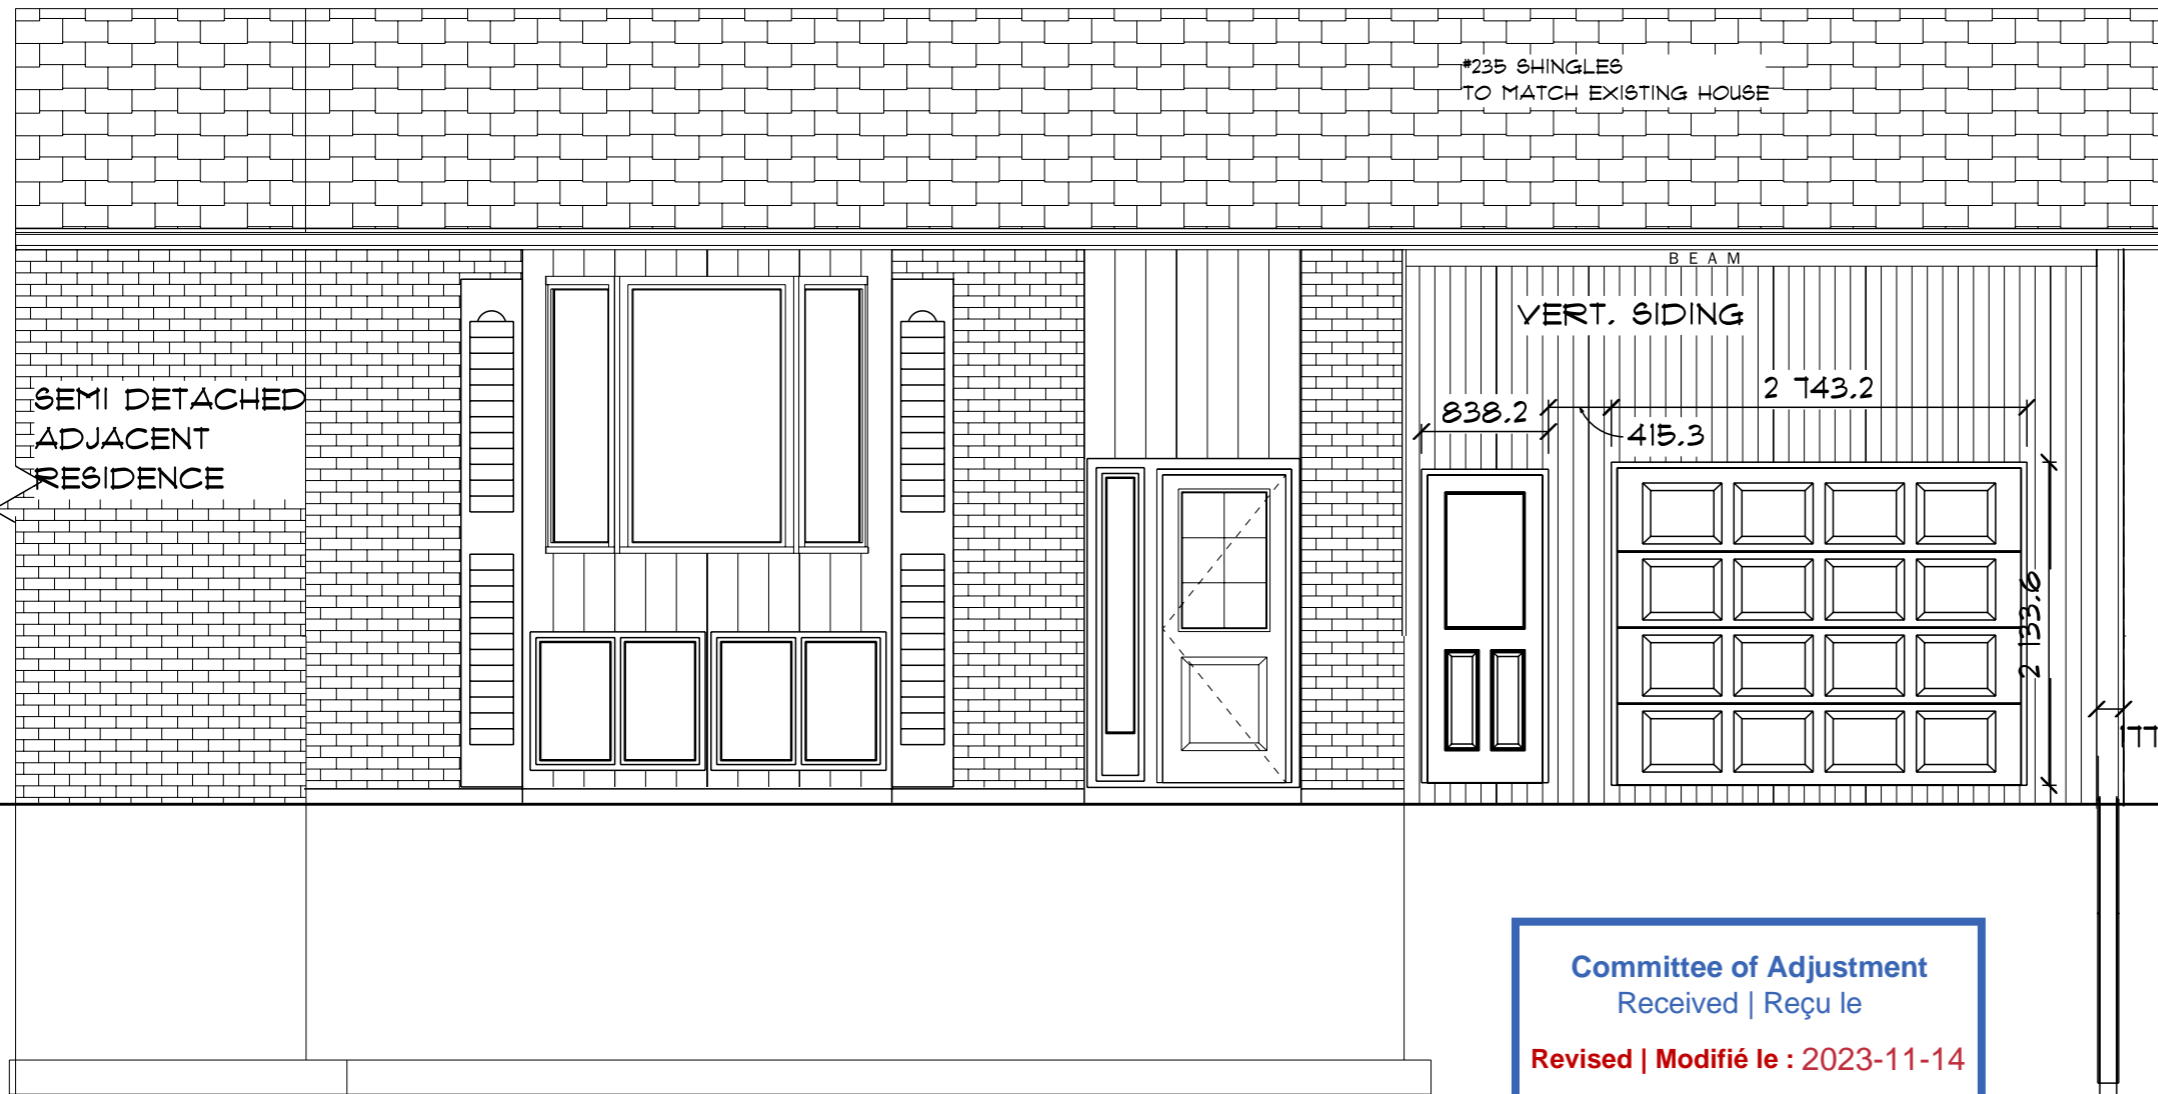 #235 SHINGLES
TO MATCH EXISTING HOUSE
BEAM
VERT. SIDING
SEMI DETACHED
ADJACENT
RESIDENCE
838.2
415.3
2 743.2
2 133.6
Committee of Adjustment
Received | Reçu le
Revised | Modifié le : 2023-11-14